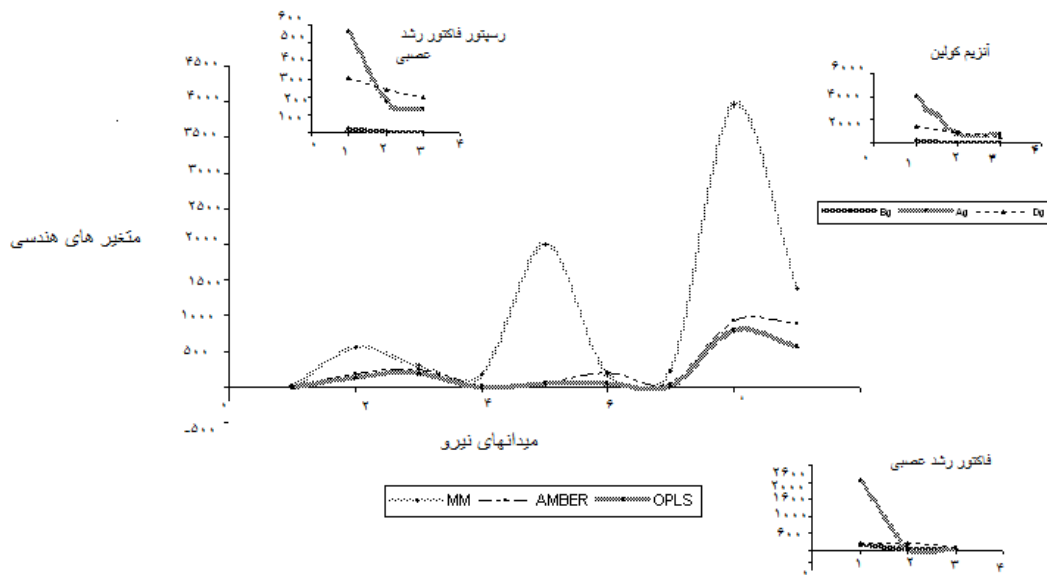 رسپتور فاکتور رشد
عصبی
۶۰۰
۵۰۰
۴۰۰
۳۰۰
۲۰۰
۱۰۰
۰ ۱ ۲ ۳ ۴
آنزیم کولین
۶۰۰۰
۴۰۰۰
۲۰۰۰
۰ ۱ ۲ ۳ ۴
Bg Ag Dg
متغیر های هندسی
۴۵۰۰
۴۰۰۰
۳۵۰۰
۳۰۰۰
۲۵۰۰
۲۰۰۰
۱۵۰۰
۱۰۰۰
۵۰۰
۰ ۲ ۴ ۶ ۰
-۵۰۰
میدانهای نیرو
MM AMBER OPLS
فاکتور رشد عصبی
۲۶۰۰
۲۰۰۰
۱۶۰۰
۱۰۰۰
۶۰۰
۰ ۱ ۲ ۳ ۴